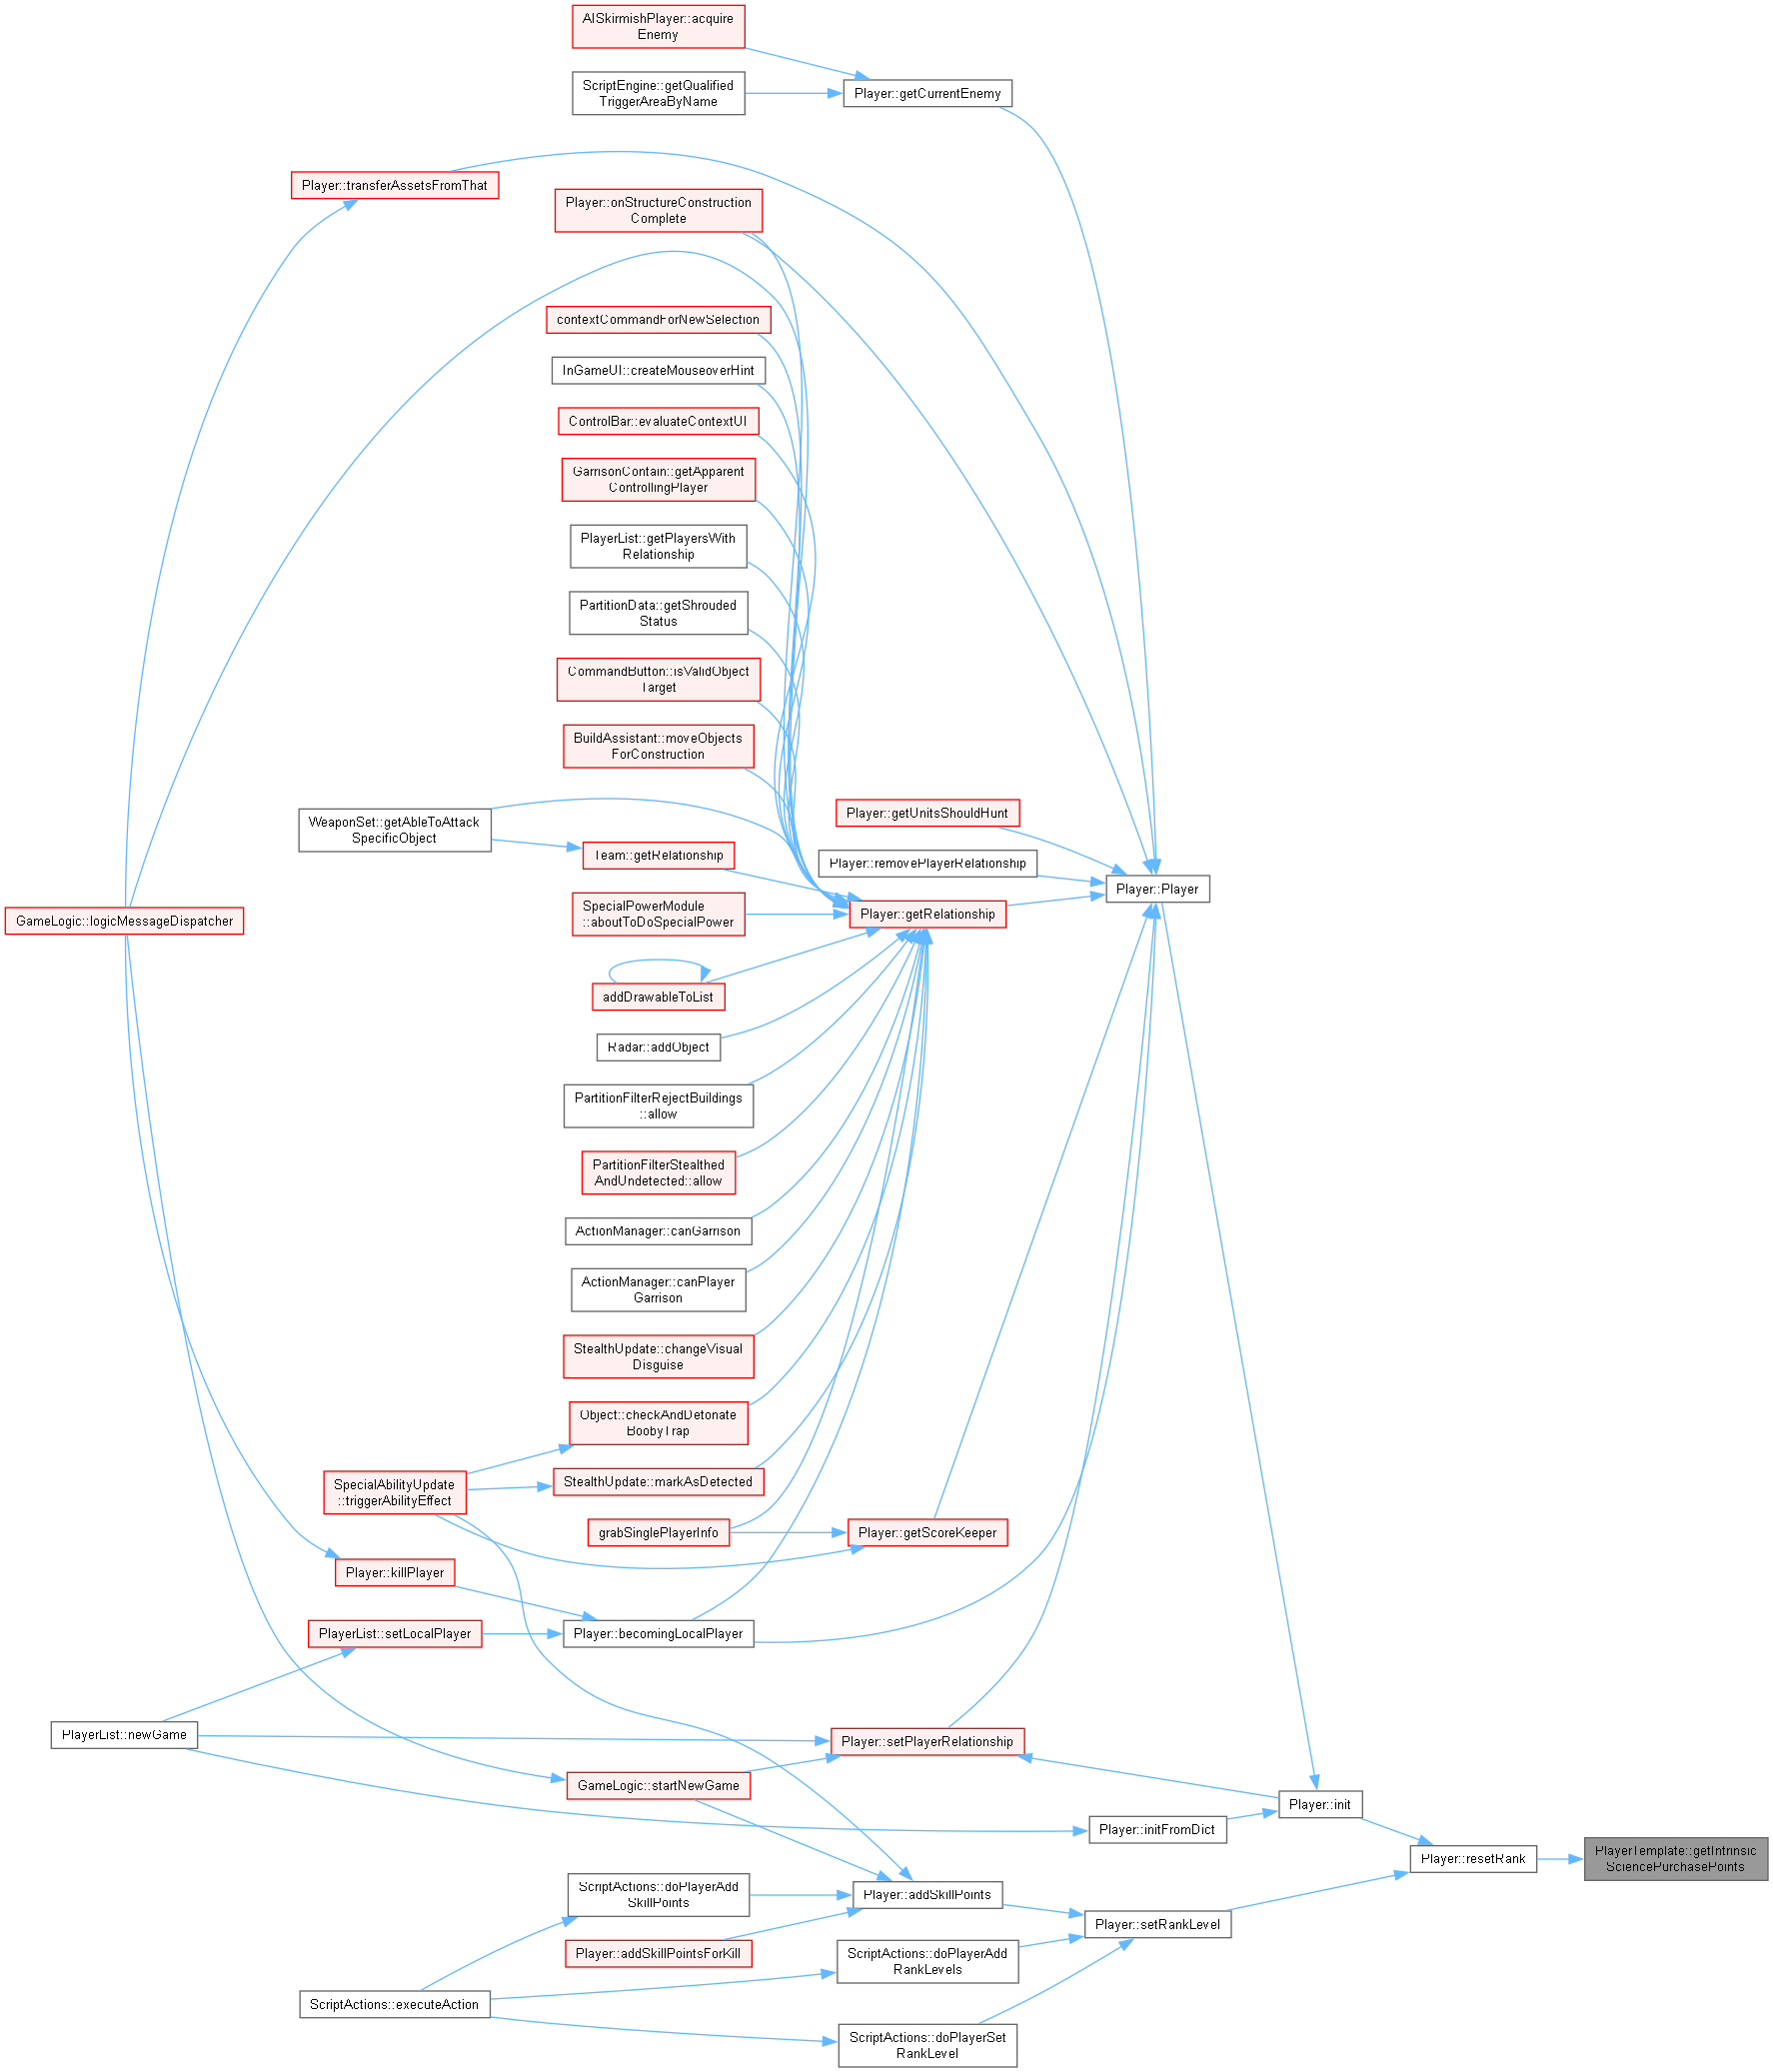 AISkirmishPlayer::acquire
Enemy
ScriptEngine::getQualified
TriggerAreaByName
Player::getCurrentEnemy
Player::transferAssetsFromThat
Player::onStructureConstruction
Complete
contextCommandForNewSelection
InGameUI::createMouseoverHint
ControlBar::evaluateContextUI
GarrisonContain::getApparent
ControllingPlayer
PlayerList::getPlayersWith
Relationship
PartitionData::getShrouded
Status
CommandButton::isValidObject
Target
BuildAssistant::moveObjects
ForConstruction
WeaponSet::getAbleToAttack
SpecificObject
Team::getRelationship
Player::getUnitsShouldHunt
Player::removePlayerRelationship
Player::Player
SpecialPowerModule
::aboutToDoSpecialPower
Player::getRelationship
GameLogic::logicMessageDispatcher
addDrawableToList
Radar::addObject
PartitionFilterRejectBuildings
::allow
PartitionFilterStealthed
AndUndetected::allow
ActionManager::canGarrison
ActionManager::canPlayer
Garrison
StealthUpdate::changeVisual
Disguise
Object::checkAndDetonate
BoobyTrap
StealthUpdate::markAsDetected
SpecialAbilityUpdate
::triggerAbilityEffect
grabSinglePlayerInfo
Player::getScoreKeeper
Player::killPlayer
PlayerList::setLocalPlayer
Player::becomingLocalPlayer
PlayerList::newGame
Player::setPlayerRelationship
GameLogic::startNewGame
Player::init
Player::initFromDict
Player::resetRank
PlayerTemplate::getIntrinsic
SciencePurchasePoints
ScriptActions::doPlayerAdd
SkillPoints
Player::addSkillPoints
Player::setRankLevel
Player::addSkillPointsForKill
ScriptActions::doPlayerAdd
RankLevels
ScriptActions::executeAction
ScriptActions::doPlayerSet
RankLevel